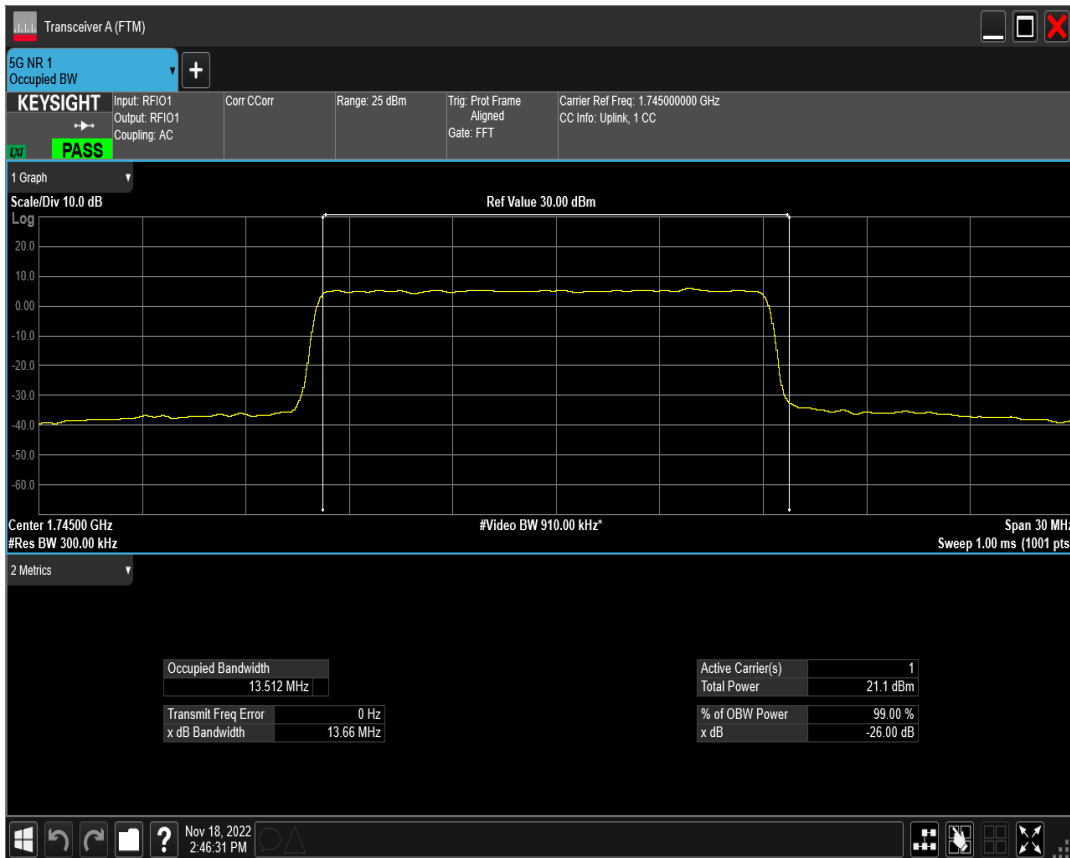 Transceiver A (FTM)
5G NR 1
Occupied BW
+
KEYSIGHT
LXI
PASS
Input: RFIO1
Output: RFIO1
Coupling: AC
Corr CCorr
Range: 25 dBm
Trig: Prot Frame
Aligned
Gate: FFT
Carrier Ref Freq: 1.745000000 GHz
CC Info: Uplink, 1 CC
1 Graph
Scale/Div 10.0 dB
Ref Value 30.00 dBm
Log
20.0
10.0
0.00
-10.0
-20.0
-30.0
-40.0
-50.0
-60.0
Center 1.74500 GHz
#Video BW 910.00 kHz*
Span 30 MHz
#Res BW 300.00 kHz
Sweep 1.00 ms (1001 pts
2 Metrics
Occupied Bandwidth
13.512 MHz
Transmit Freq Error 0 Hz
x dB Bandwidth 13.66 MHz
Active Carrier(s) 1
Total Power 21.1 dBm
% of OBW Power 99.00 %
x dB -26.00 dB
?
Nov 18, 2022
2:46:31 PM